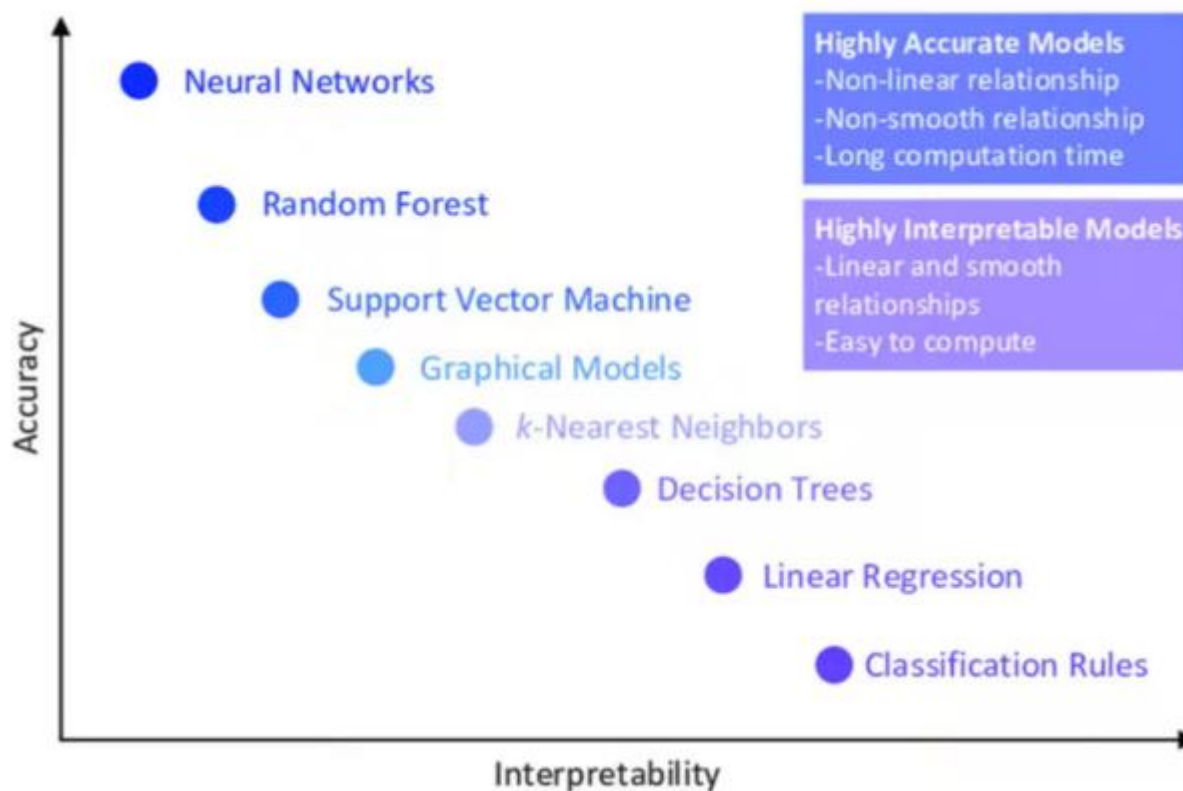 Accuracy
Neural Networks
Random Forest
Support Vector Machine
Graphical Models
k-Nearest Neighbors
Decision Trees
Linear Regression
Classification Rules
Highly Accurate Models
-Non-linear relationship
-Non-smooth relationship
-Long computation time
Highly Interpretable Models
-Linear and smooth
relationships
-Easy to compute
Interpretability